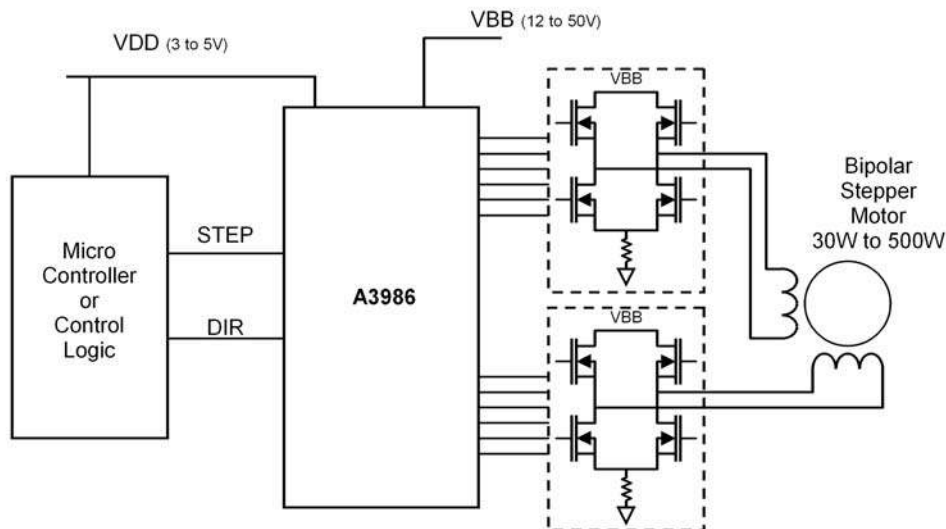 VDD (3 to 5V)
VBB (12 to 50V)
VBB
Bipolar
Stepper
Motor
30W to 500W
Micro
Controller
or
Control
Logic
STEP
DIR
A3986
VBB